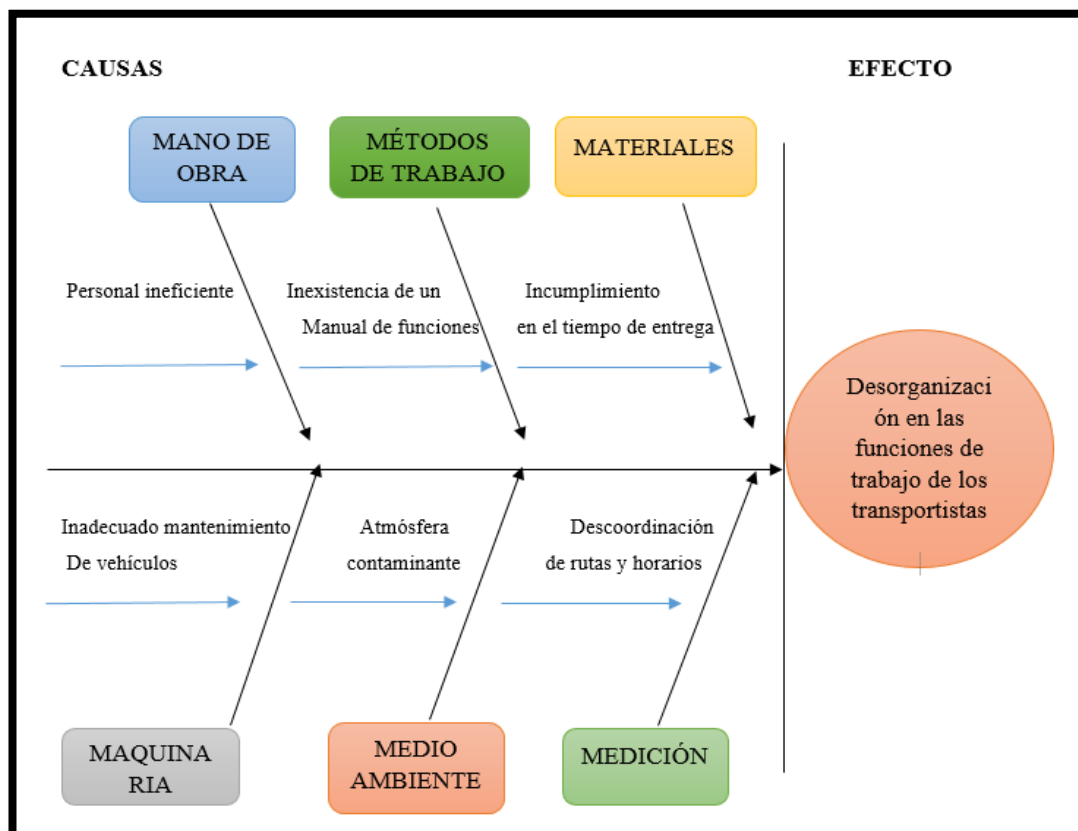 CAUSAS
EFECTO
MANO DE
OBRA
MÉTODOS
DE TRABAJO
MATERIALES
Personal ineficiente
Inexistencia de un
Manual de funciones
Incumplimiento
en el tiempo de entrega
Desorganizaci
ón en las
funciones de
trabajo de los
transportistas
Inadecuado mantenimiento
De vehículos
Atmósfera
contaminante
Descoordinación
de rutas y horarios
MAQUINA
RIA
MEDIO
AMBIENTE
MEDICIÓN